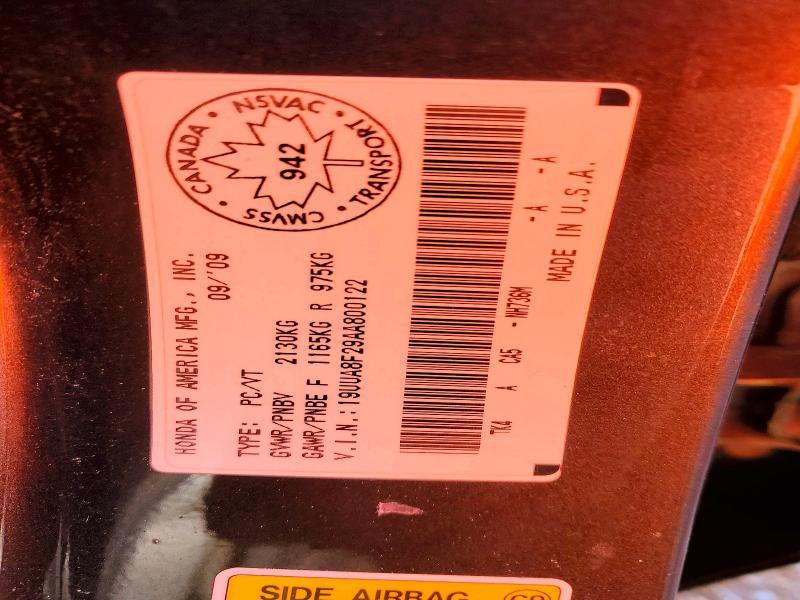 CANADA • NSVAC • TRANSPORT • CMVSS •
942
HONDA OF AMERICA MFG., INC.
09/'09
TYPE: PC/VT
GVWR/PNBV 2130KG
GAWR/PNBE F 1165KG R 975KG
V.I.N.: 19UUA8F29AA800122
TK4 A CA5 -NH736M -A -A
MADE IN U.S.A.
SIDE AIRBAG